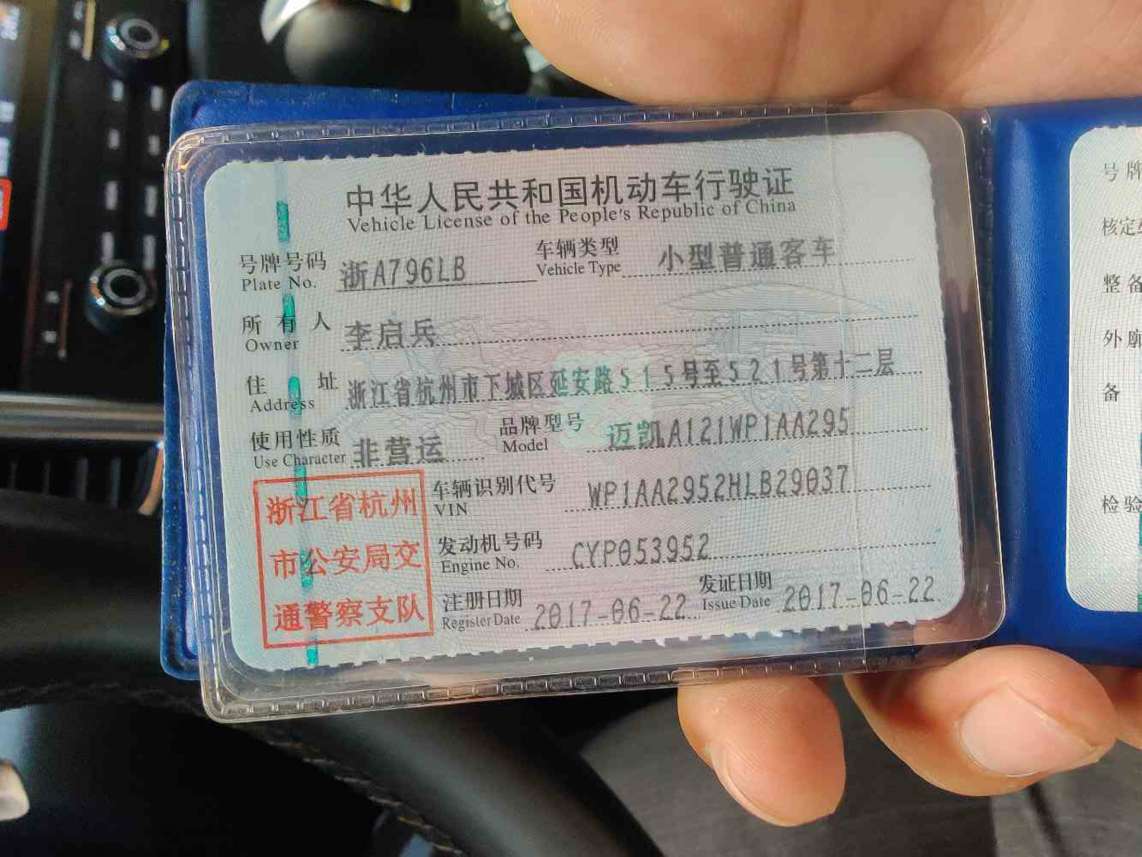 中华人民共和国机动车行驶证
Vehicle License of the People's Republic of China
号牌号码 浙A796LB 车辆类型 小型普通客车
Plate No. Vehicle Type
所有人 李启兵
Owner
住址 浙江省杭州市下城区延安路515号至521号第十二层
Address
使用性质 非营运 品牌型号 迈凯A121WP1AA295
Use Character Model
浙江省杭州
市公安局交
通警察支队
车辆识别代号 WP1AA2952HLB29037
VIN
发动机号码 CYP053952
Engine No.
注册日期 2017-06-22 发证日期 2017-06-22
Register Date Issue Date
号牌
核定
整备
外廓
备
检验